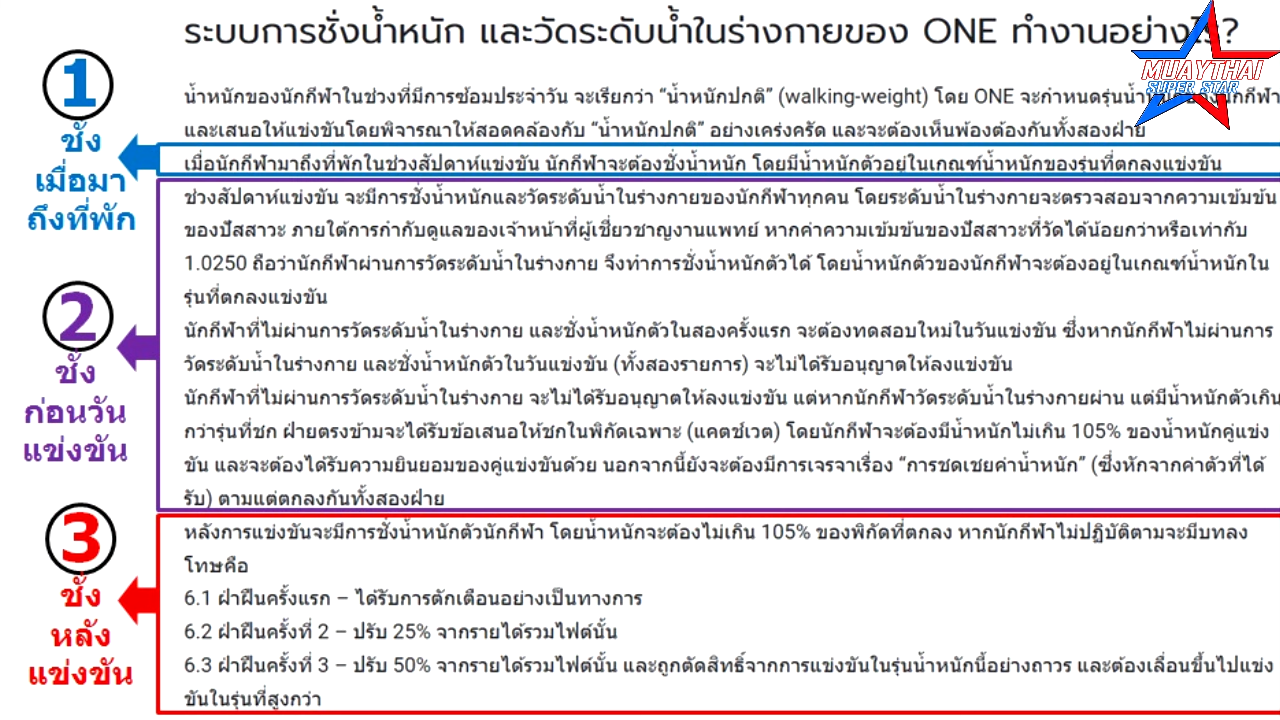 ระบบการชั่งน้ำหนัก และวัดระดับน้ำในร่างกายของ ONE ทำงานอย่างไร?
MUAYTHAI
SUPER STAR
1
ชั่ง
เมื่อมา
ถึงที่พัก
น้ำหนักของนักกีฬาในช่วงที่มีการซ้อมประจำวัน จะเรียกว่า “น้ำหนักปกติ” (walking-weight) โดย ONE จะกำหนดรุ่น
และเสนอให้แข่งขันโดยพิจารณาให้สอดคล้องกับ “น้ำหนักปกติ” อย่างเคร่งครัด และจะต้องเห็นพ้องต้องกันทั้งสองฝ่าย
เมื่อนักกีฬามาถึงที่พักในช่วงสัปดาห์แข่งขัน นักกีฬาจะต้องชั่งน้ำหนัก โดยมีน้ำหนักตัวอยู่ในเกณฑ์น้ำหนักของรุ่นที่ตกลงแข่งขัน
2
ชั่ง
ก่อนวัน
แข่งขัน
ช่วงสัปดาห์แข่งขัน จะมีการชั่งน้ำหนักและวัดระดับน้ำในร่างกายของนักกีฬาทุกคน โดยระดับน้ำในร่างกายจะตรวจสอบจากความเข้มข้น
ของปัสสาวะ ภายใต้การกำกับดูแลของเจ้าหน้าที่ผู้เชี่ยวชาญงานแพทย์ หากค่าความเข้มข้นของปัสสาวะที่วัดได้น้อยกว่าหรือเท่ากับ
1.0250 ถือว่านักกีฬาผ่านการวัดระดับน้ำในร่างกาย จึงทำการชั่งน้ำหนักตัวได้ โดยน้ำหนักตัวของนักกีฬาจะต้องอยู่ในเกณฑ์น้ำหนักใน
รุ่นที่ตกลงแข่งขัน
นักกีฬาที่ไม่ผ่านการวัดระดับน้ำในร่างกาย และชั่งน้ำหนักตัวในสองครั้งแรก จะต้องทดสอบใหม่ในวันแข่งขัน ซึ่งหากนักกีฬาไม่ผ่านการ
วัดระดับน้ำในร่างกาย และชั่งน้ำหนักตัวในวันแข่งขัน (ทั้งสองรายการ) จะไม่ได้รับอนุญาตให้ลงแข่งขัน
นักกีฬาที่ไม่ผ่านการวัดระดับน้ำในร่างกาย จะไม่ได้รับอนุญาตให้ลงแข่งขัน แต่หากนักกีฬาวัดระดับน้ำในร่างกายผ่าน แต่มีน้ำหนักตัวเกิน
กว่ารุ่นที่ชก ฝ่ายตรงข้ามจะได้รับข้อเสนอให้ชกในพิกัดเฉพาะ (แคตช์เวต) โดยนักกีฬาจะต้องมีน้ำหนักไม่เกิน 105% ของน้ำหนักคู่แข่ง
ขัน และจะต้องได้รับความยินยอมของคู่แข่งขันด้วย นอกจากนี้ยังจะต้องมีการเจรจาเรื่อง “การชดเชยค่าน้ำหนัก” (ซึ่งหักจากค่าตัวที่ได้
รับ) ตามแต่ตกลงกันทั้งสองฝ่าย
3
ชั่ง
หลัง
แข่งขัน
หลังการแข่งขันจะมีการชั่งน้ำหนักตัวนักกีฬา โดยน้ำหนักจะต้องไม่เกิน 105% ของพิกัดที่ตกลง หากนักกีฬาไม่ปฏิบัติตามจะมีบทลง
โทษคือ
6.1 ฝ่าฝืนครั้งแรก – ได้รับการตักเตือนอย่างเป็นทางการ
6.2 ฝ่าฝืนครั้งที่ 2 – ปรับ 25% จากรายได้รวมไฟต์นั้น
6.3 ฝ่าฝืนครั้งที่ 3 – ปรับ 50% จากรายได้รวมไฟต์นั้น และถูกตัดสิทธิ์จากการแข่งขันในรุ่นน้ำหนักนี้อย่างถาวร และต้องเลื่อนขึ้นไปแข่ง
ขันในรุ่นที่สูงกว่า